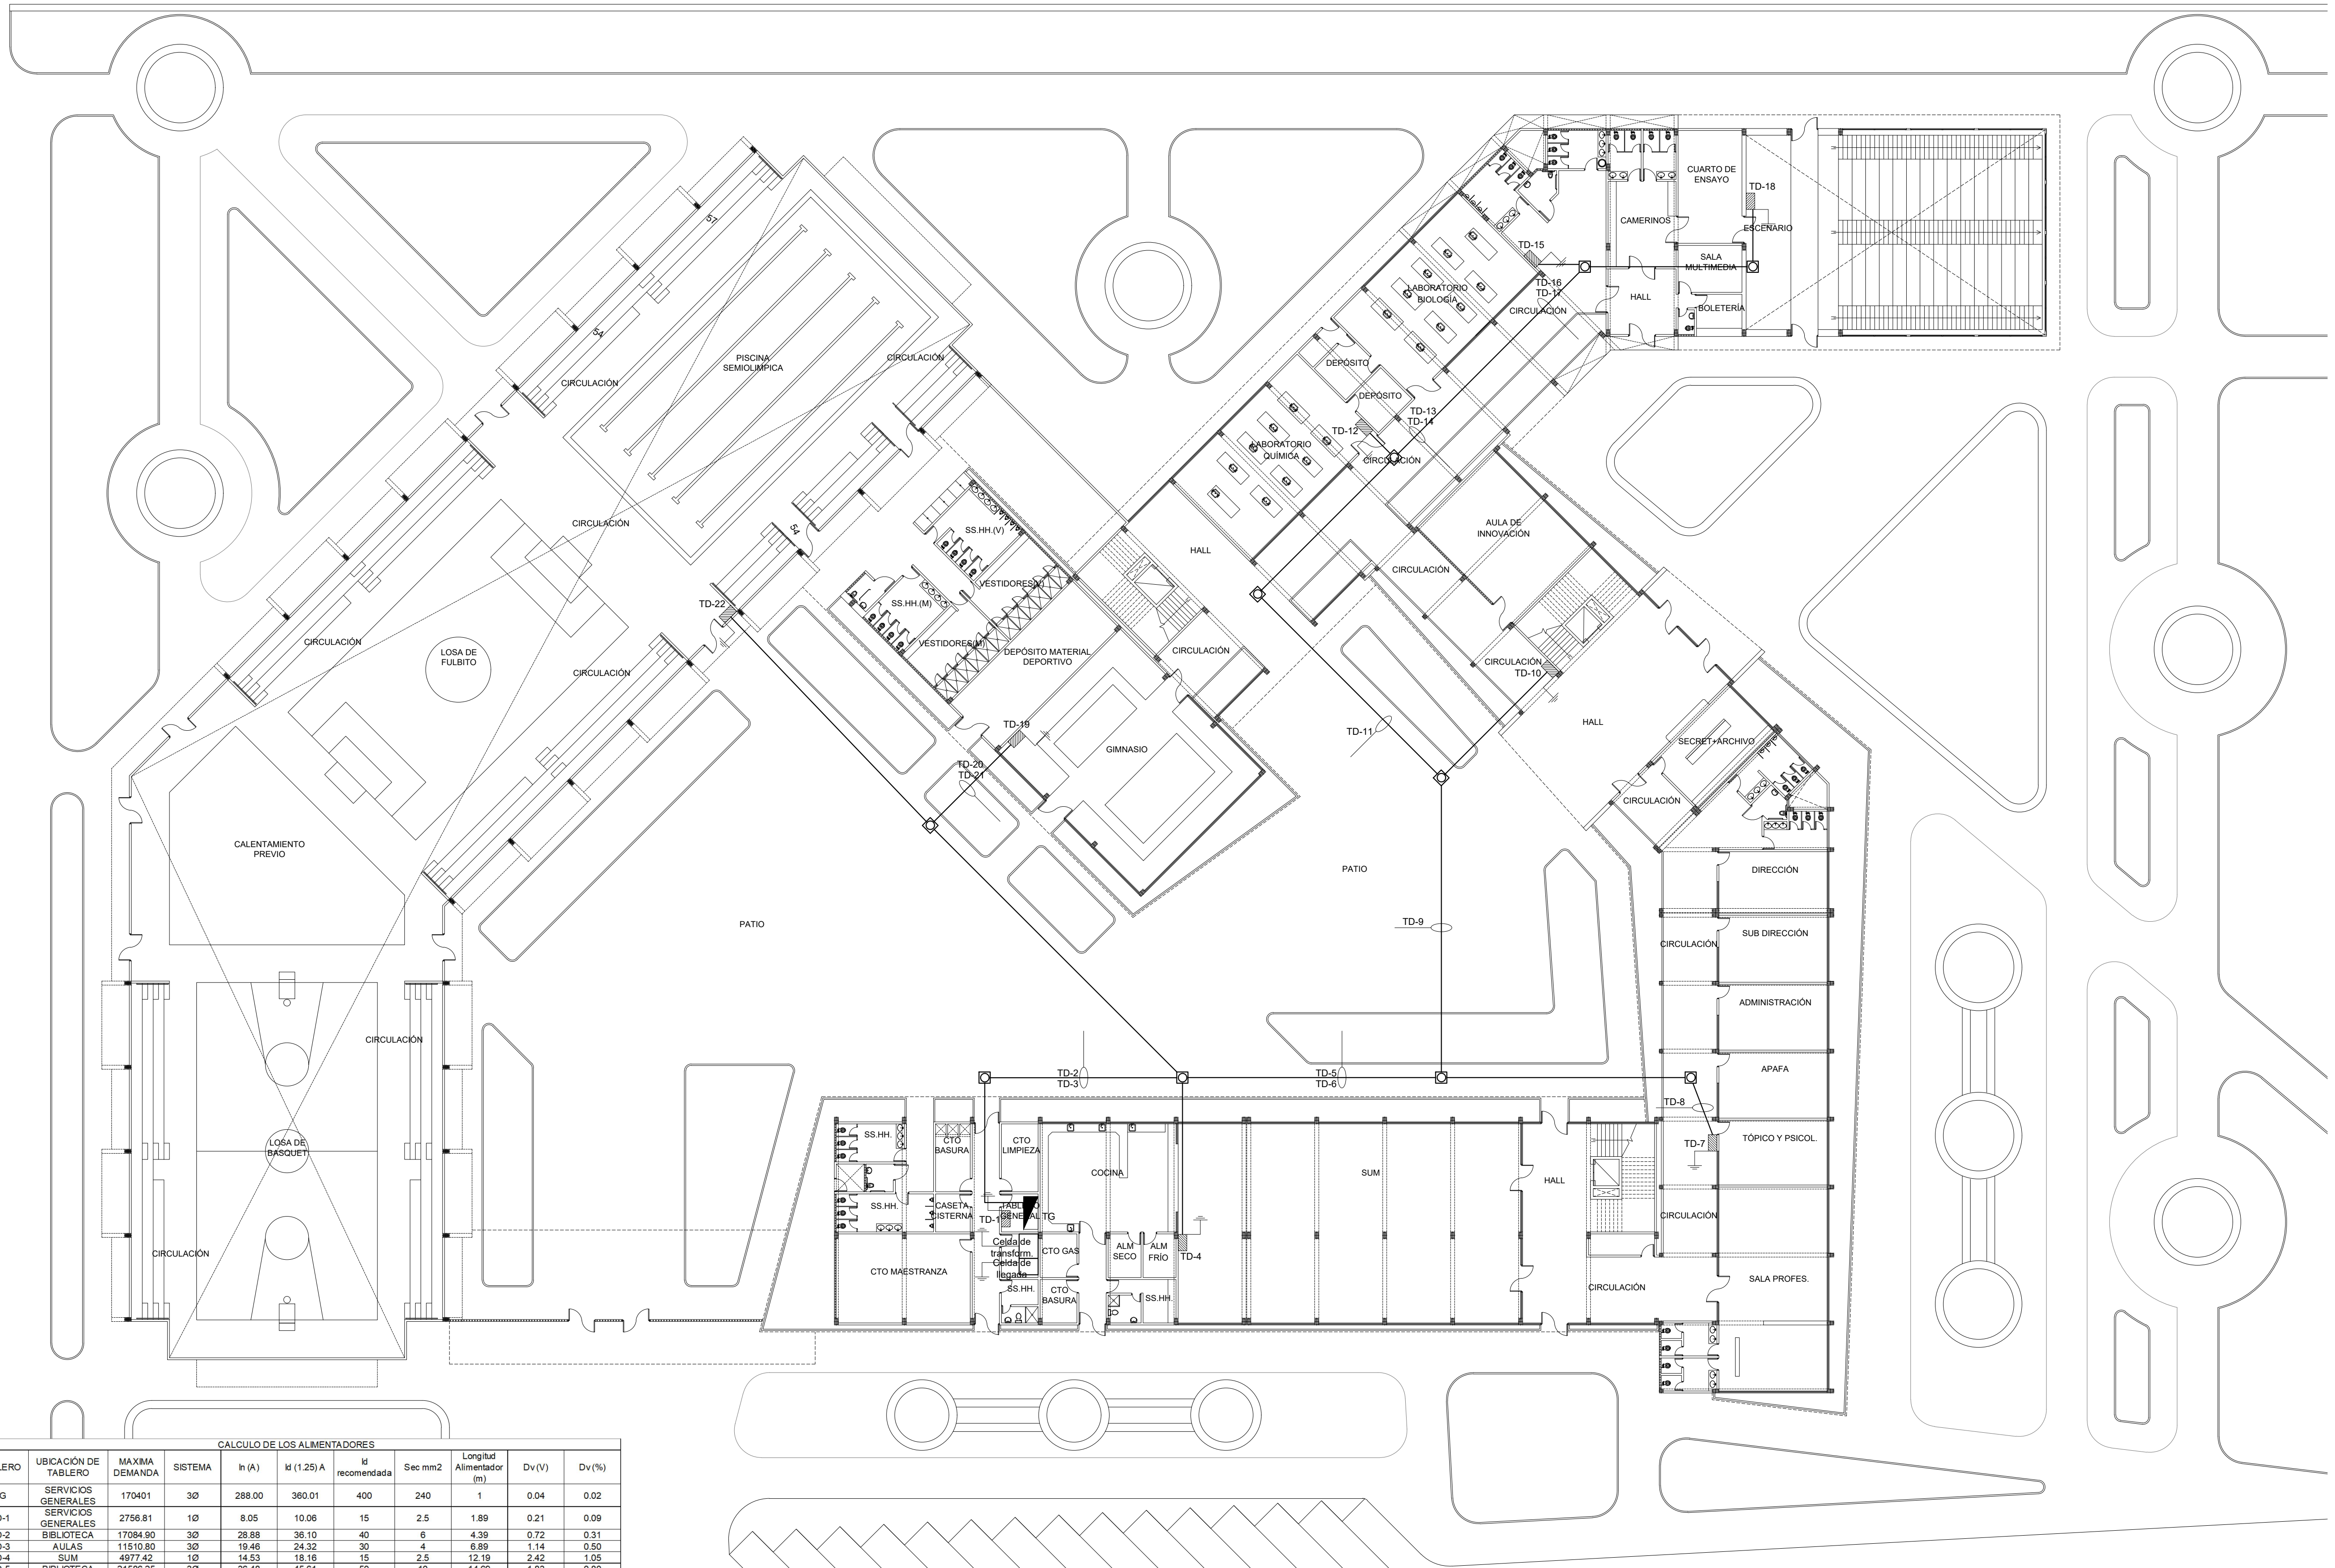 CUARTO DE
ENSAYO
TD-18
CAMERINOS
ESCENARIO
TD-15
SALA
MULTIMEDIA
TD-16
TD-17
CIRCULACIÓN
HALL
BOLETERÍA
LABORATORIO
BIOLOGÍA
57
54
PISCINA
SEMIOLIMPICA
CIRCULACIÓN
CIRCULACIÓN
DEPÓSITO
DEPÓSITO
TD-13
TD-14
TD-12
LABORATORIO
QUÍMICA
CIRCULACIÓN
CIRCULACIÓN
54
SS.HH.(V)
AULA DE
INNOVACIÓN
HALL
CIRCULACIÓN
VESTIDORES(V)
SS.HH.(M)
TD-22
VESTIDORES(M)
CIRCULACIÓN
LOSA DE
FULBITO
CIRCULACIÓN
DEPÓSITO MATERIAL
DEPORTIVO
CIRCULACIÓN
CIRCULACIÓN
TD-10
TD-19
TD-11
HALL
GIMNASIO
SECRET+ARCHIVO
TD-20
TD-21
CIRCULACIÓN
CALENTAMIENTO
PREVIO
PATIO
DIRECCIÓN
PATIO
TD-9
SUB DIRECCIÓN
CIRCULACIÓN
ADMINISTRACIÓN
CIRCULACIÓN
TD-2
TD-3
TD-5
TD-6
APAFA
TD-8
LOSA DE
BASQUET
SS.HH.
CTO
BASURA
CTO
LIMPIEZA
COCINA
SUM
HALL
TD-7
TÓPICO Y PSICOL.
SS.HH.
CASETA
CISTERNA
TD-1
TABLERO
GENERAL
TG
CIRCULACIÓN
CIRCULACIÓN
CTO MAESTRANZA
Celda de
transform.
Celda de
llegada
CTO GAS
ALM
SECO
ALM
FRÍO
TD-4
SS.HH.
CTO
BASURA
SS.HH.
CIRCULACIÓN
SALA PROFES.
CALCULO DE LOS ALIMENTADORES
UBICACIÓN DE TABLERO MAXIMA DEMANDA SISTEMA In (A) Id (1.25) A Id recomendada Sec mm2 Longitud Alimentador (m) Dv (V) Dv (%)
SERVICIOS GENERALES 170401 3Ø 288.00 360.01 400 240 1 0.04 0.02
SERVICIOS GENERALES 2756.81 1Ø 8.05 10.06 15 2.5 1.89 0.21 0.09
BIBLIOTECA 17084.90 3Ø 28.88 36.10 40 6 4.39 0.72 0.31
AULAS 11510.80 3Ø 19.46 24.32 30 4 6.89 1.14 0.50
SUM 4977.42 1Ø 14.53 18.16 15 2.5 12.19 2.42 1.05